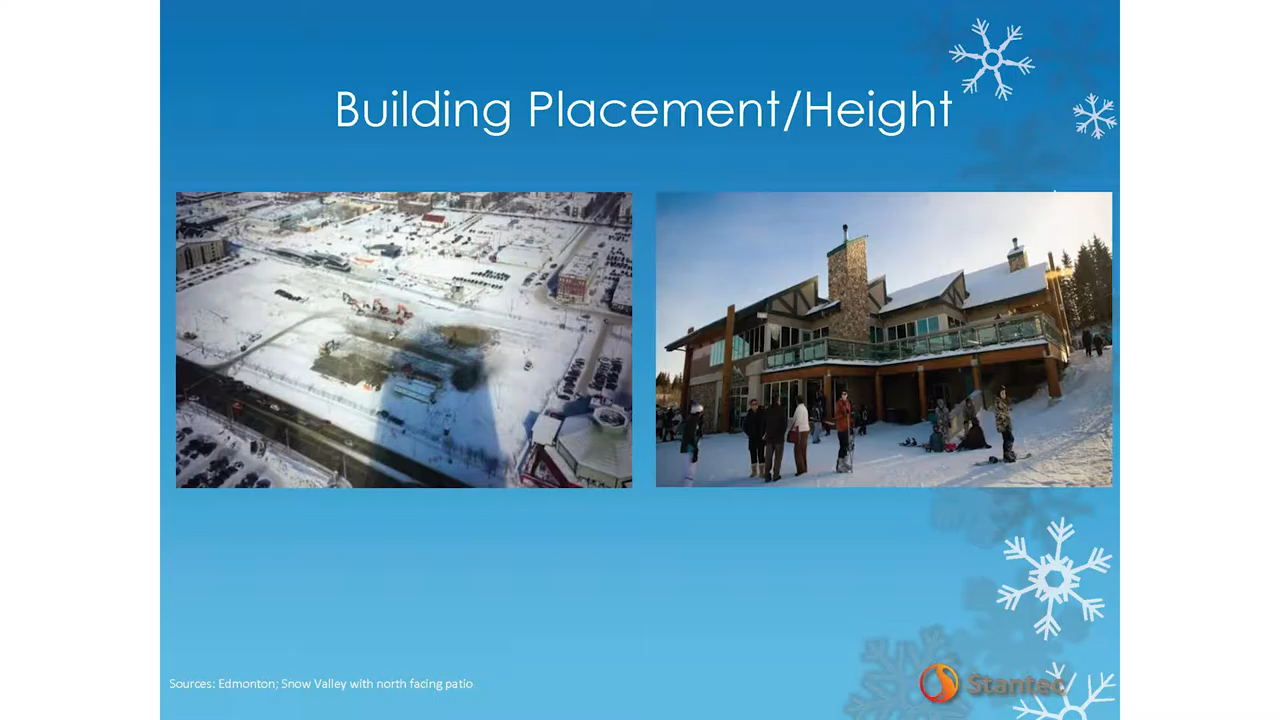 Building Placement/Height
Sources: Edmonton; Snow Valley with north facing patio
Stantec